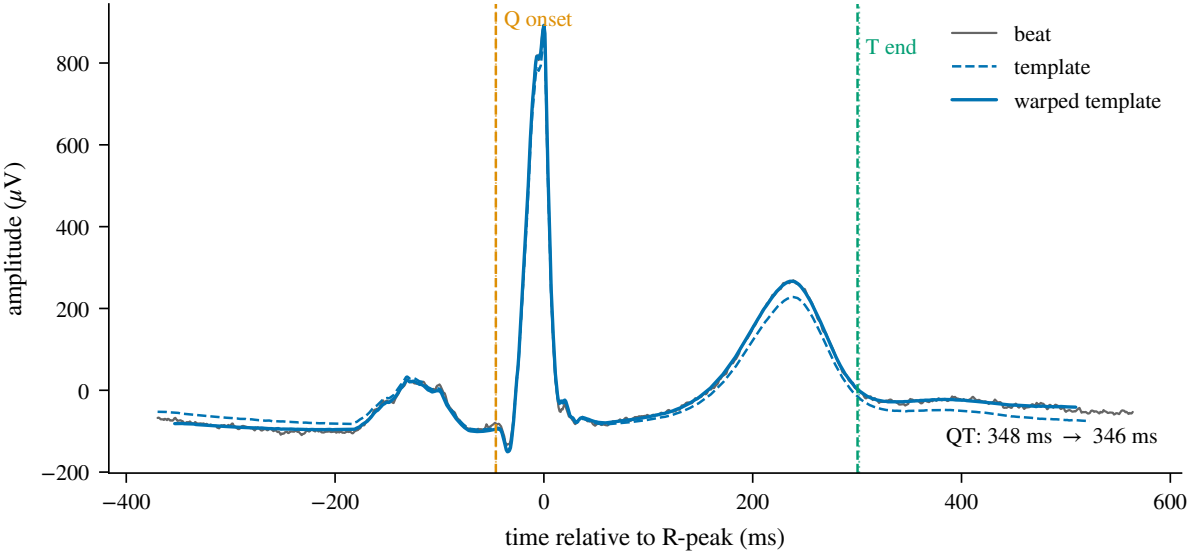 Q onset
T end
beat
template
warped template
amplitude (μV)
800
600
400
200
0
−200
QT: 348 ms → 346 ms
−400
−200
0
200
400
600
time relative to R-peak (ms)